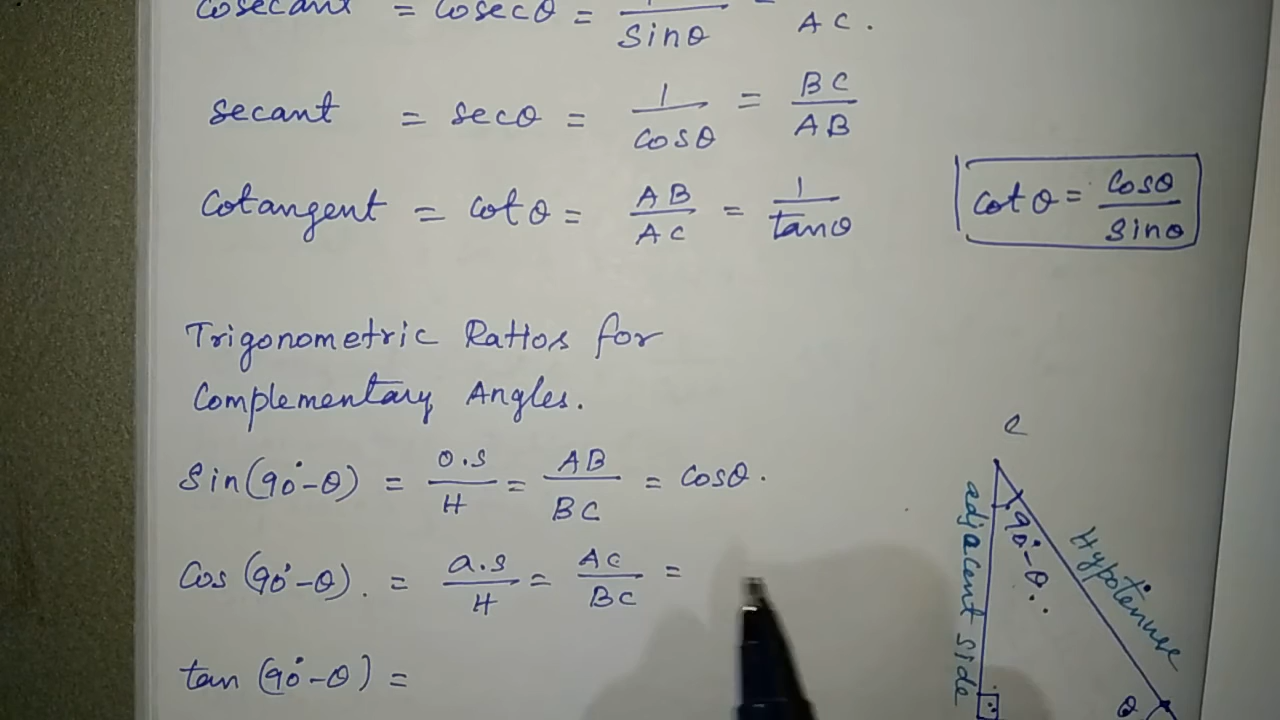 cosecant = cosecθ = 1/sinθ = /AC.
secant = secθ = 1/cosθ = BC/AB
cotangent = cotθ = AB/AC = 1/tanθ
cotθ = cosθ/sinθ
Trigonometric Ratios for
Complementary Angles.
Sin(90°-θ) = o.s/H = AB/BC = cosθ.
Cos(90°-θ). = a.s/H = AC/BC =
tan(90°-θ) =
C
adjacent side
90°-θ
Hypotenuse
θ